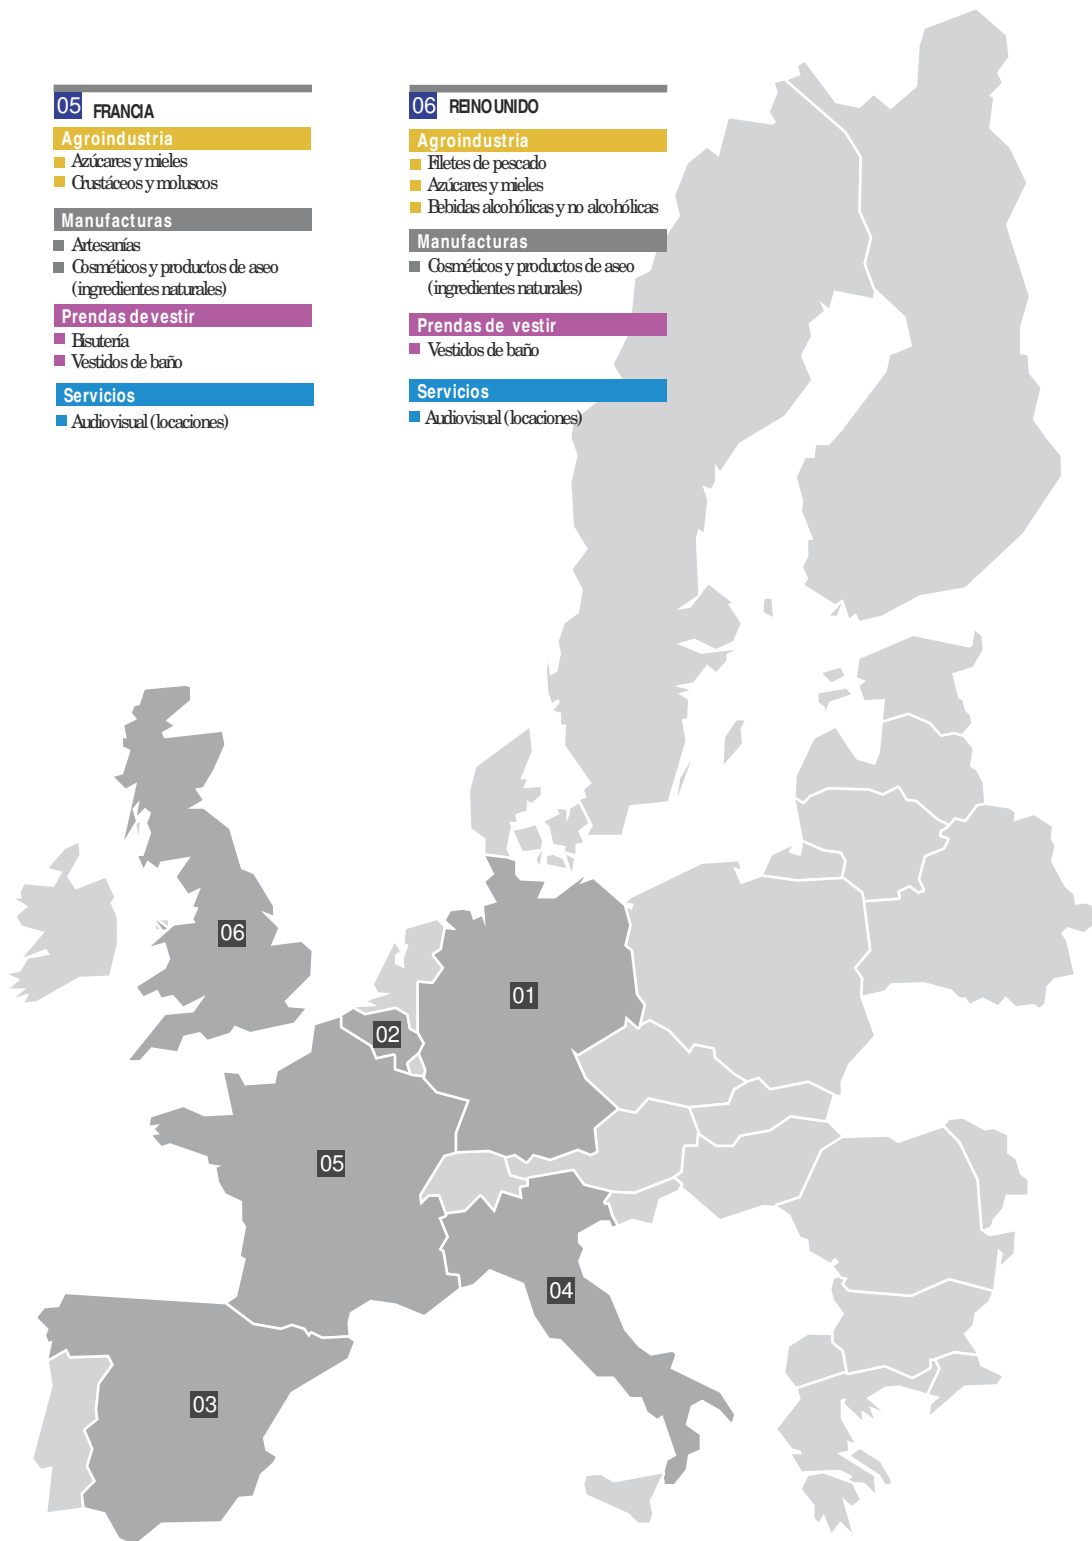 05 FRANCIA
Agroindustria
Azúcares y mieles
Crustáceos y moluscos
Manufacturas
Artesanías
Cosméticos y productos de aseo
(ingredientes naturales)
Prendas de vestir
Bisutería
Vestidos de baño
Servicios
Audiovisual (locaciones)
06 REINO UNIDO
Agroindustria
Filetes de pescado
Azúcares y mieles
Bebidas alcohólicas y no alcohólicas
Manufacturas
Cosméticos y productos de aseo
(ingredientes naturales)
Prendas de vestir
Vestidos de baño
Servicios
Audiovisual (locaciones)
06
01
02
05
04
03